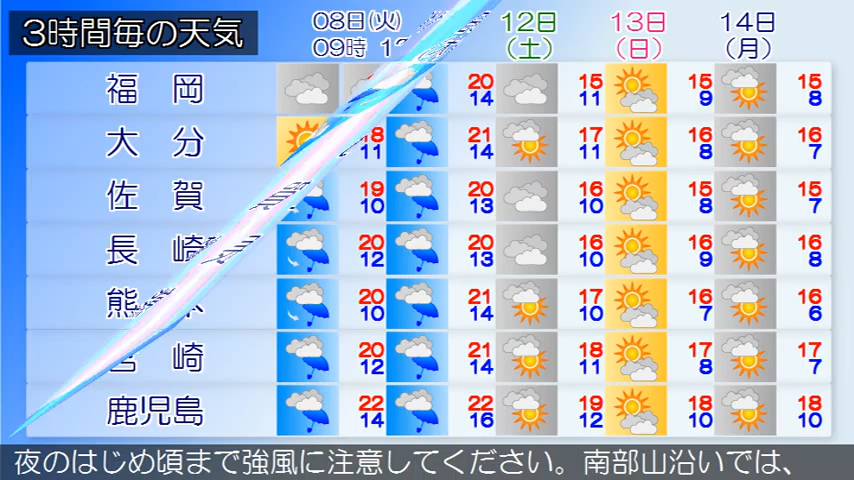 3時間毎の天気
08日(火) 12日 13日 14日
09時 (土) (日) (月)
福岡 20 14 15 11 15 9 15 8
大分 18 11 21 14 17 11 16 8 16 7
佐賀 19 10 20 13 16 10 15 8 15 7
長崎 20 12 20 13 16 10 16 9 16 8
熊本 20 10 21 14 17 10 16 7 16 6
宮崎 20 12 21 14 18 11 17 8 17 7
鹿児島 22 14 22 16 19 12 18 10 18 10
夜のはじめ頃まで強風に注意してください。南部山沿いでは、